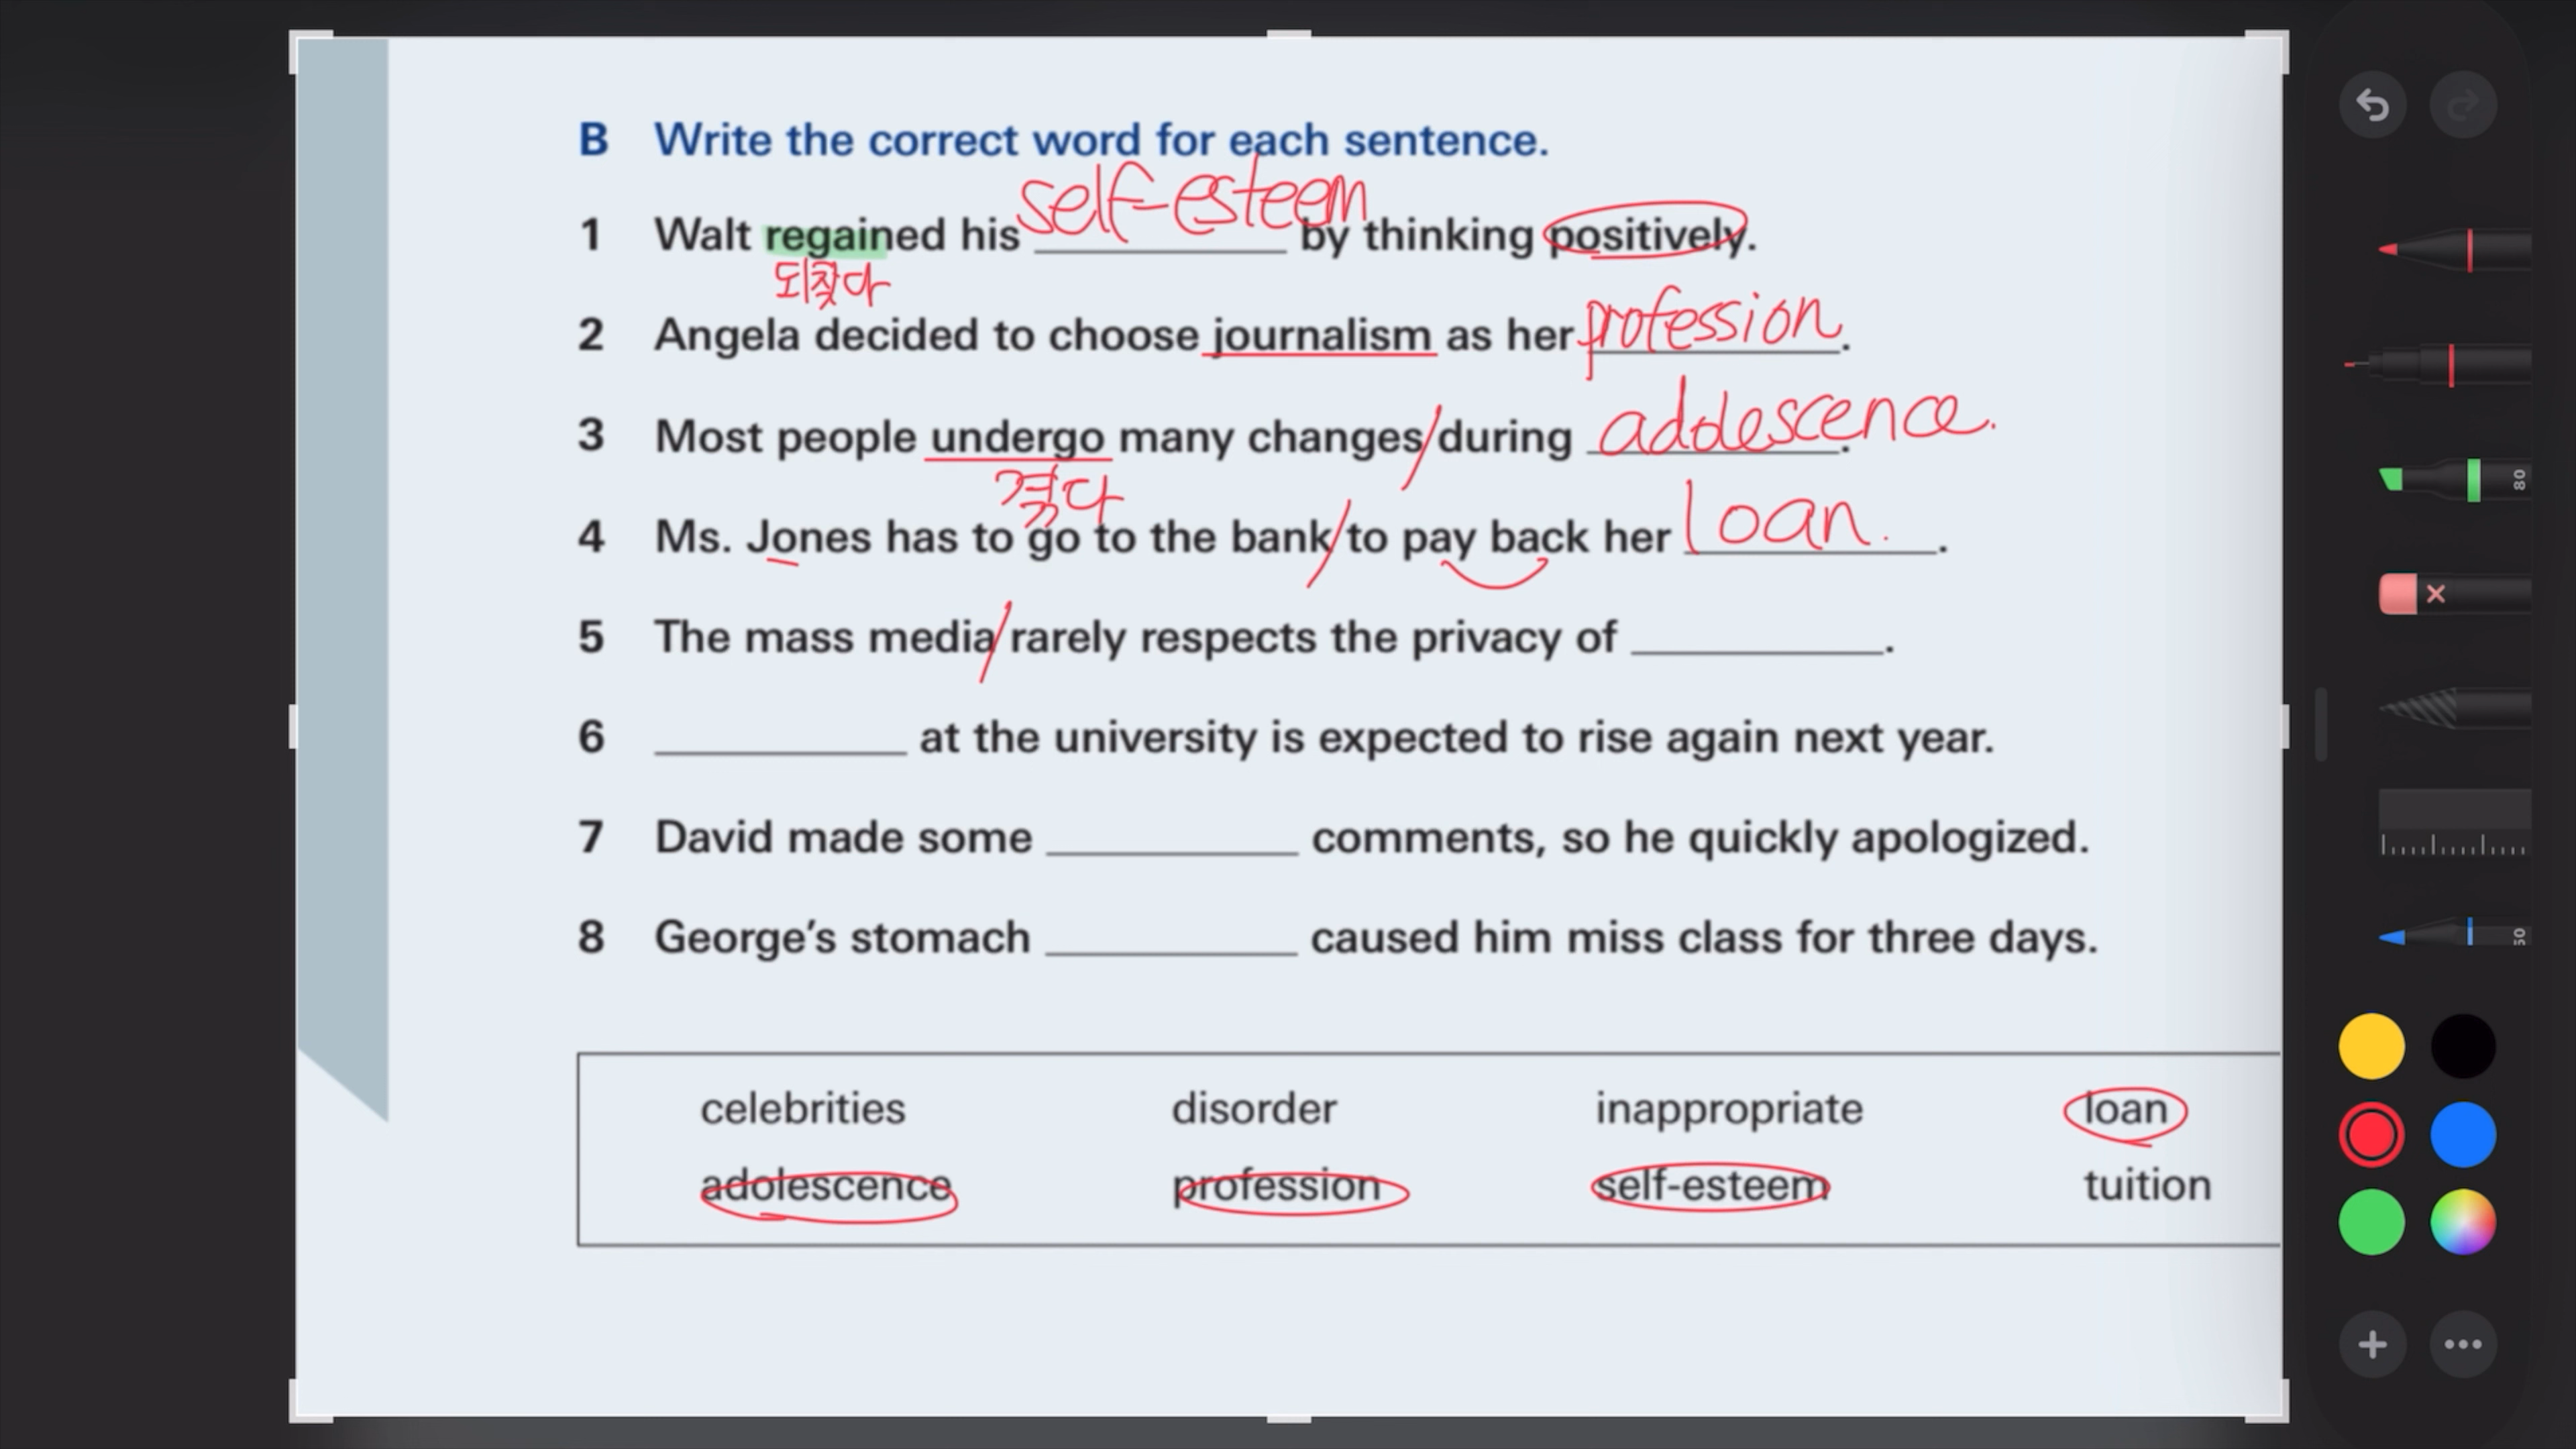 B Write the correct word for each sentence.
self-esteem
1 Walt regained his __________ by thinking positively.
되찾다
2 Angela decided to choose journalism as her profession.
3 Most people undergo many changes/during adolescence.
겪다
4 Ms. Jones has to go to the bank/to pay back her loan.
5 The mass media/rarely respects the privacy of __________.
6 __________ at the university is expected to rise again next year.
7 David made some __________ comments, so he quickly apologized.
8 George's stomach __________ caused him miss class for three days.
celebrities disorder inappropriate loan
adolescence profession self-esteem tuition
80
50